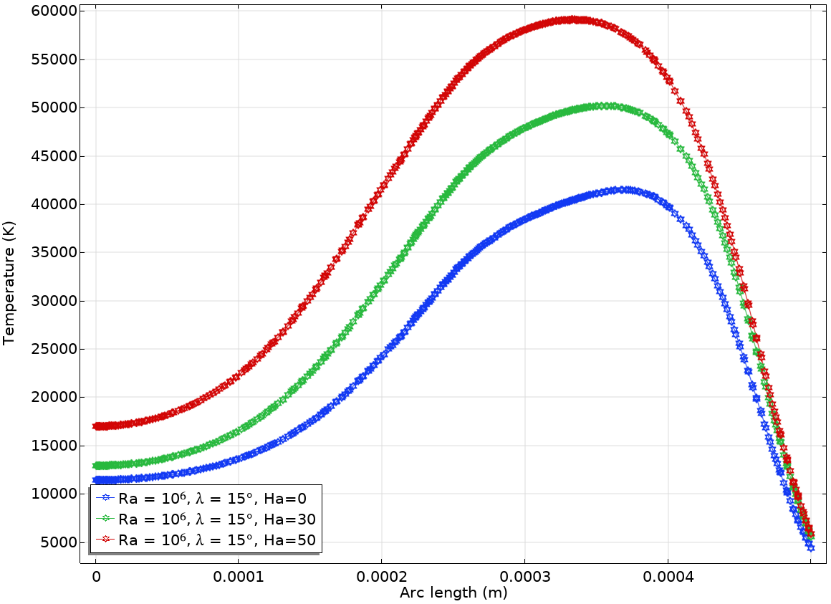 Temperature (K)
60000
55000
50000
45000
40000
35000
30000
25000
20000
15000
10000
5000
Ra = 10⁶, λ = 15°, Ha=0
Ra = 10⁶, λ = 15°, Ha=30
Ra = 10⁶, λ = 15°, Ha=50
0 0.0001 0.0002 0.0003 0.0004
Arc length (m)